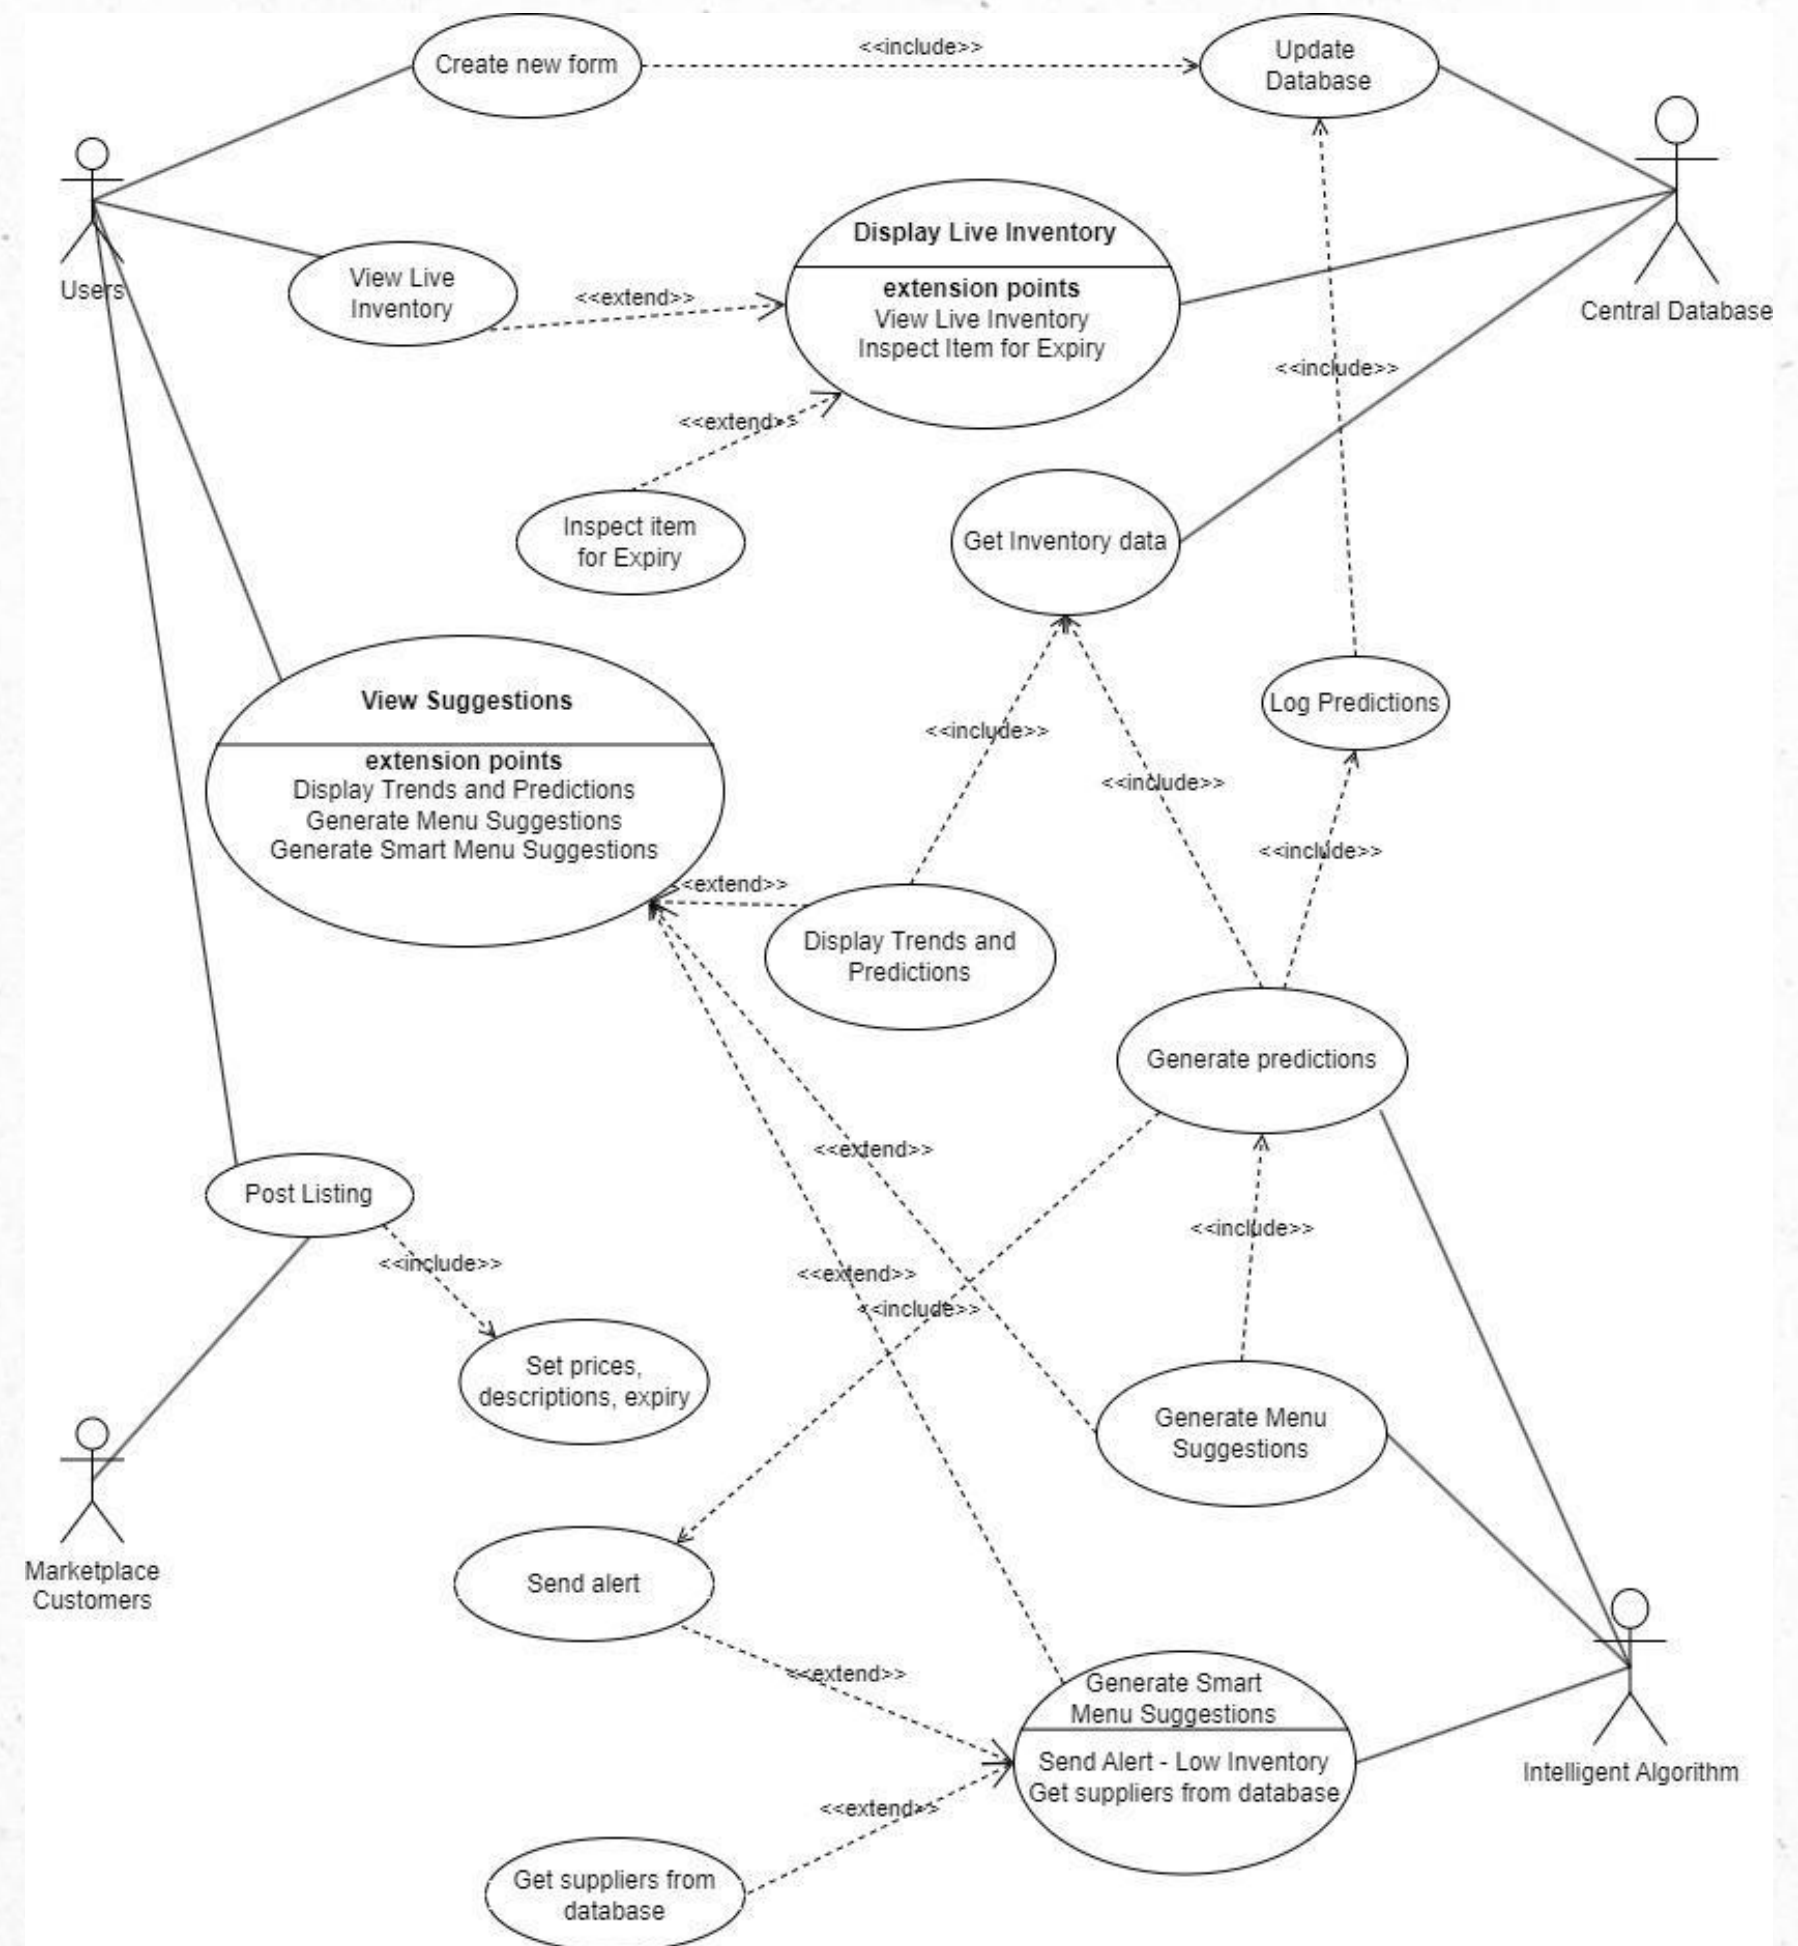 Create new form
<<include>>
Update
Database
Users
View Live
Inventory
<<extend>>
Display Live Inventory
extension points
View Live Inventory
Inspect Item for Expiry
Central Database
<<include>>
<<extend>>
Inspect item
for Expiry
Get Inventory data
View Suggestions
extension points
Display Trends and Predictions
Generate Menu Suggestions
Generate Smart Menu Suggestions
<<include>>
<<include>>
Log Predictions
<<include>>
<<extend>>
Display Trends and
Predictions
Generate predictions
<<extend>>
Post Listing
<<include>>
<<include>>
<<extend>>
<<include>>
Set prices,
descriptions, expiry
Generate Menu
Suggestions
Marketplace
Customers
Send alert
<<extend>>
Generate Smart
Menu Suggestions
Send Alert - Low Inventory
Get suppliers from database
Intelligent Algorithm
<<extend>>
Get suppliers from
database